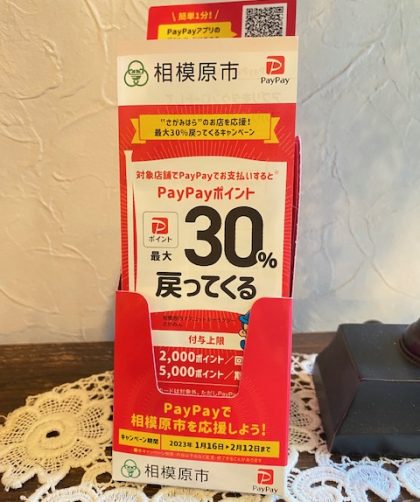 簡単1分!
PayPayアプリの
相模原市
PayPay
"さがみはら"のお店を応援!
最大30%戻ってくるキャンペーン
対象店舗でPayPayでお支払いすると
PayPayポイント
ポイント
最大
30%
戻ってくる
付与上限
2,000ポイント/回
5,000ポイント/期
PayPayで
相模原市を応援しよう!
キャンペーン期間
2023年1月16日▶2月12日まで
相模原市
PayPay